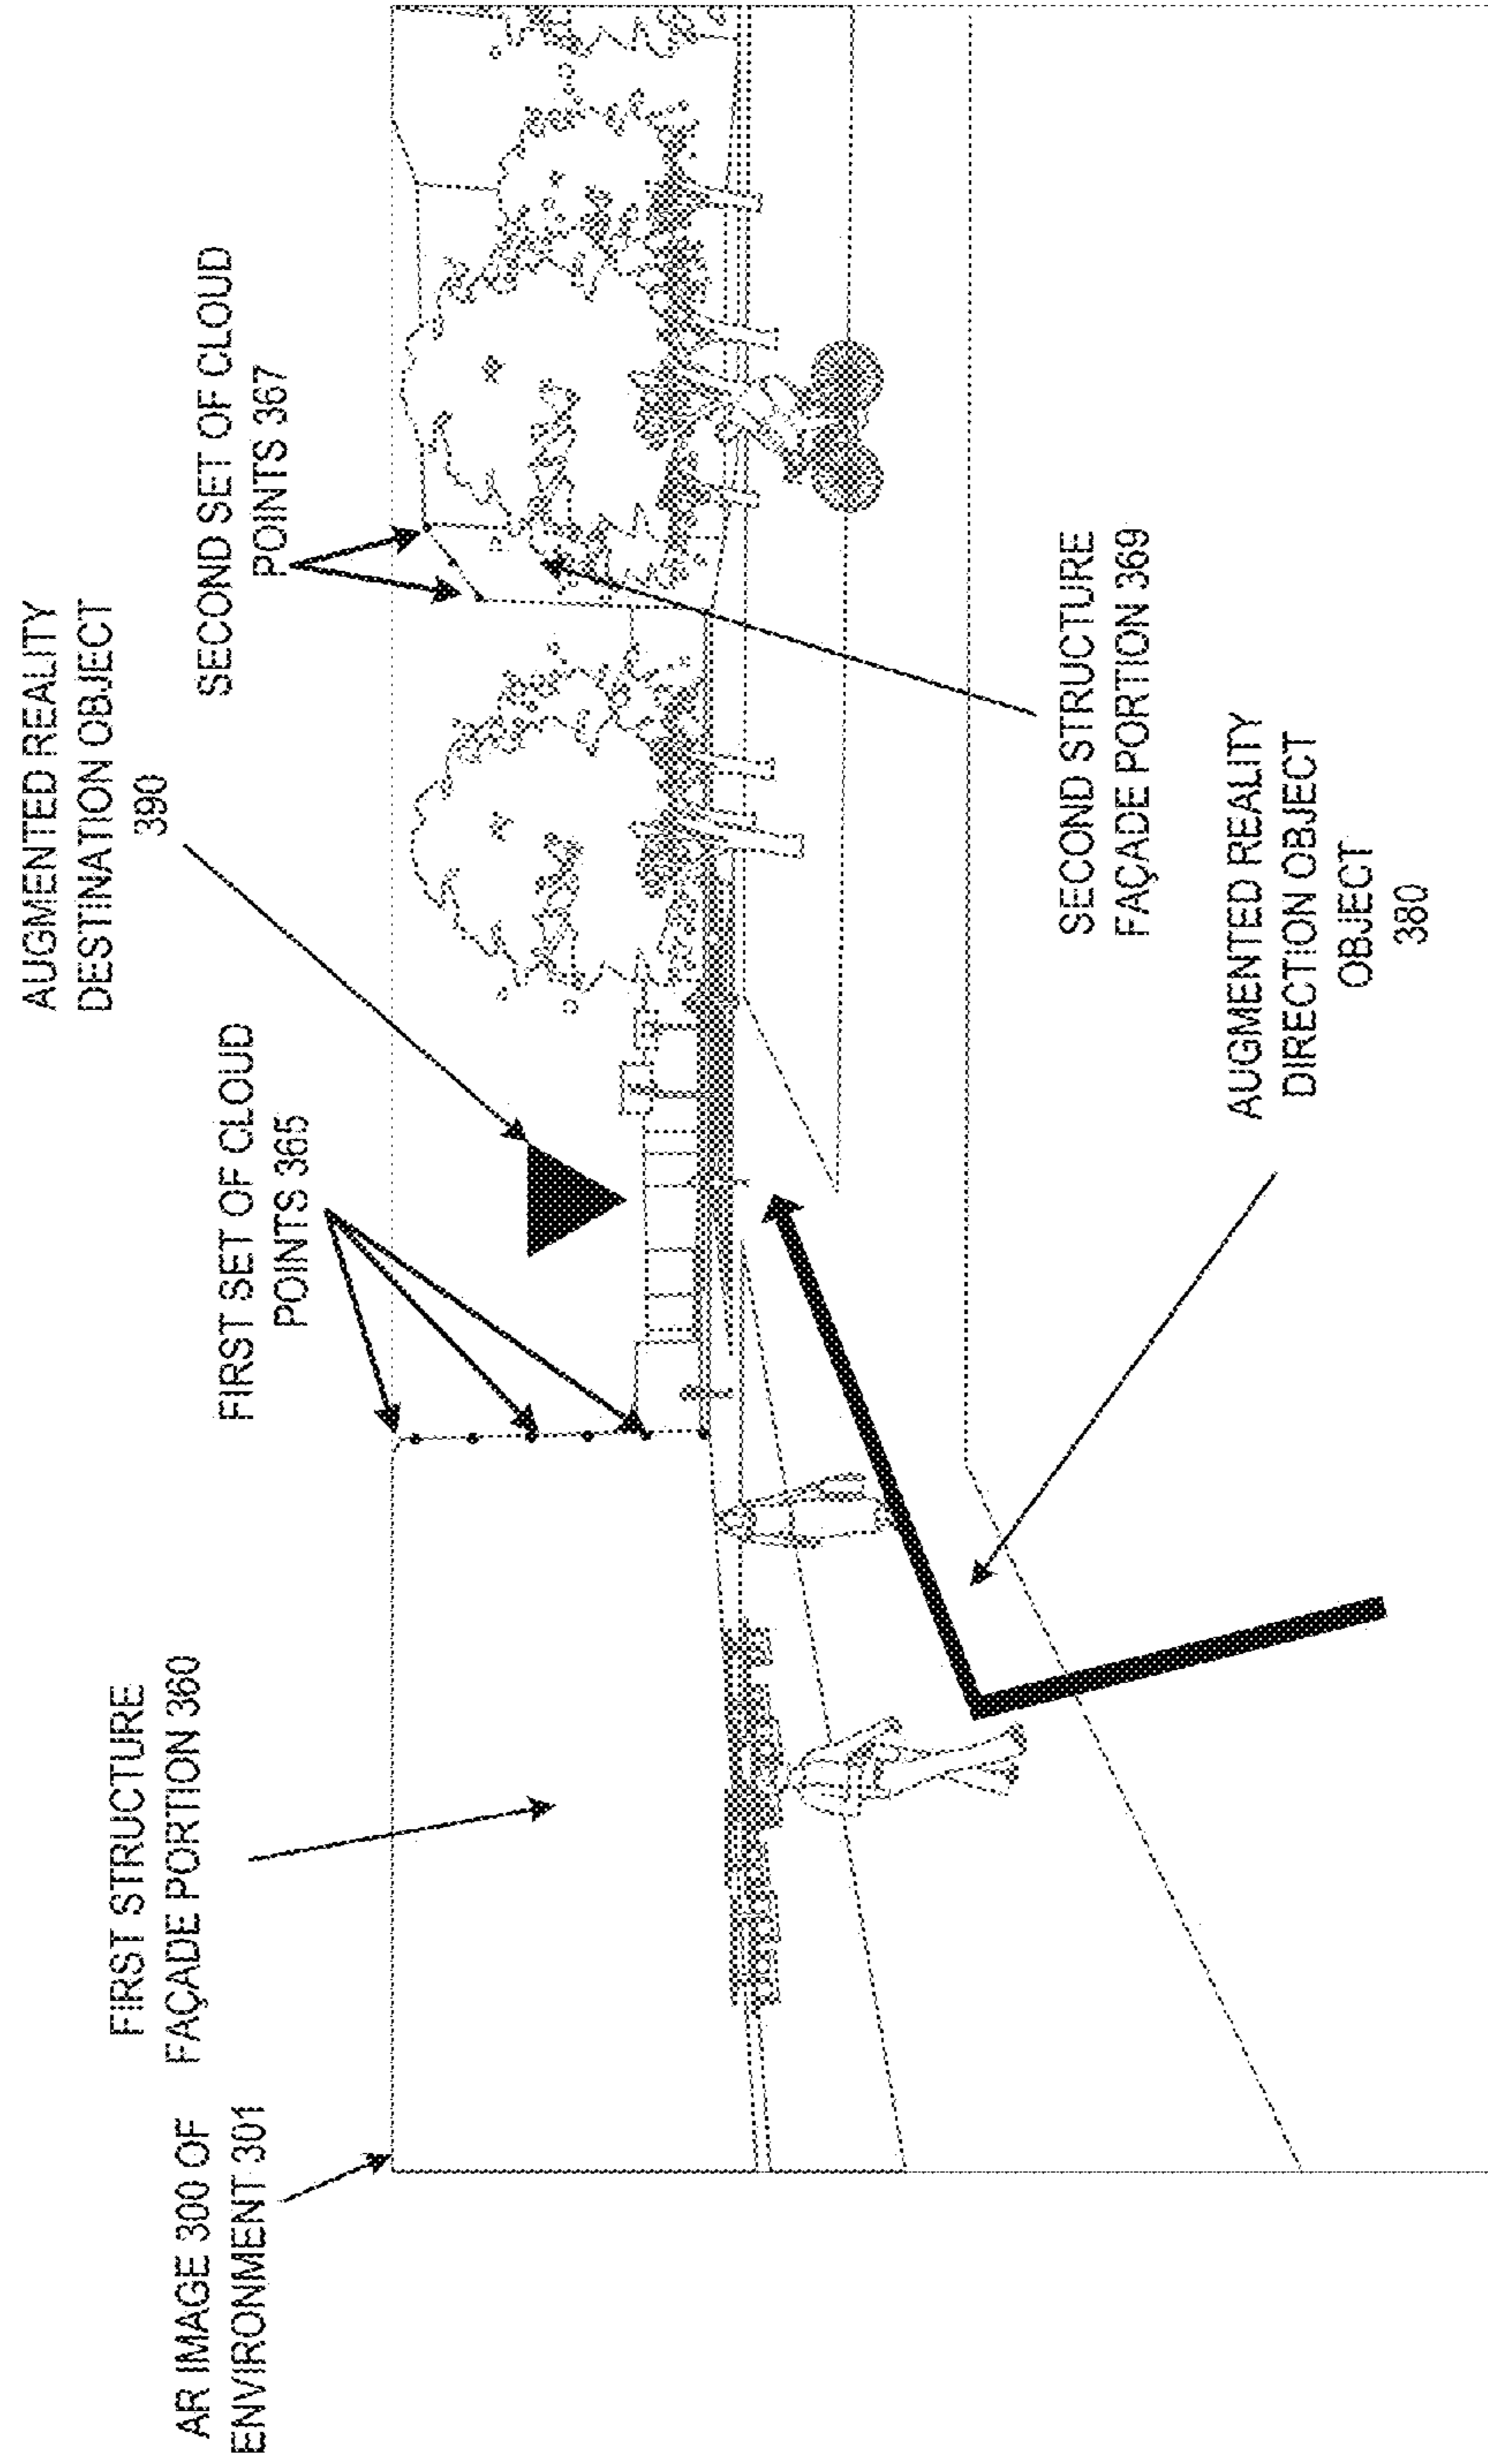 AR IMAGE 300 OF
ENVIRONMENT 301
FIRST STRUCTURE
FAÇADE PORTION 360
FIRST SET OF CLOUD
POINTS 365
AUGMENTED REALITY
DESTINATION OBJECT
390
SECOND SET OF CLOUD
POINTS 367
SECOND STRUCTURE
FAÇADE PORTION 369
AUGMENTED REALITY
DIRECTION OBJECT
OBJECT
380